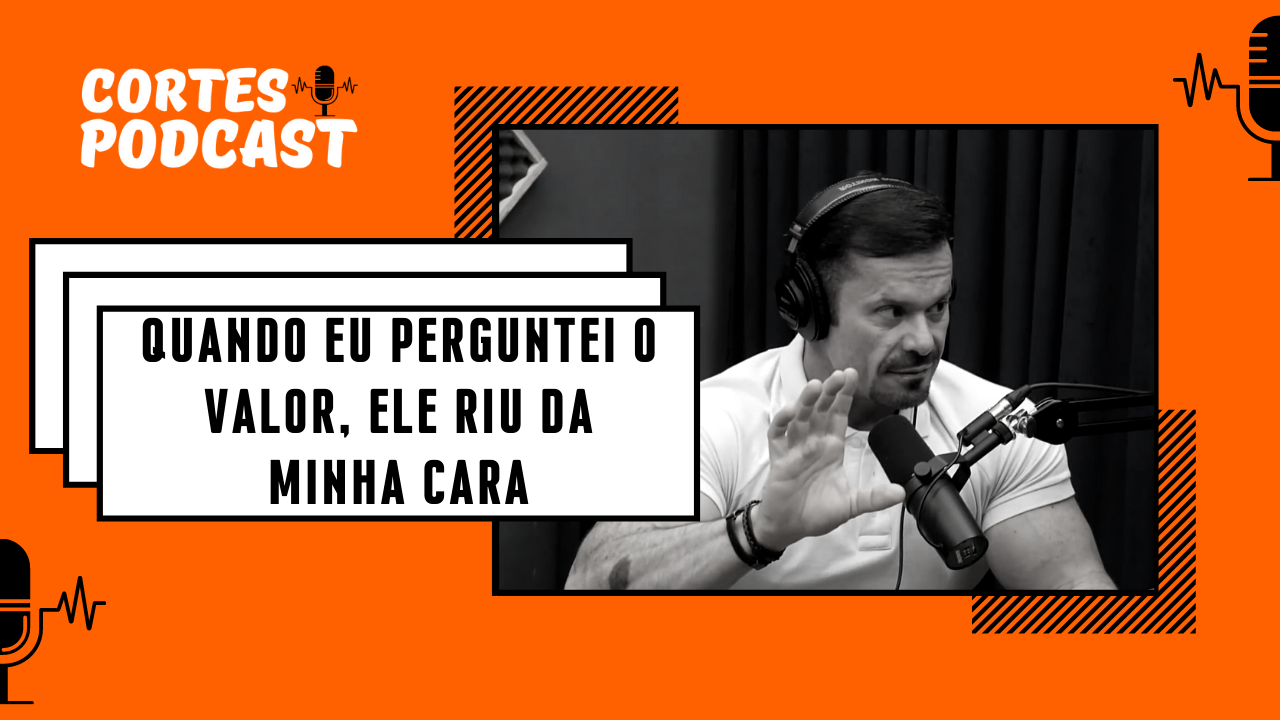 CORTES
PODCAST
QUANDO EU PERGUNTEI O
VALOR, ELE RIU DA
MINHA CARA